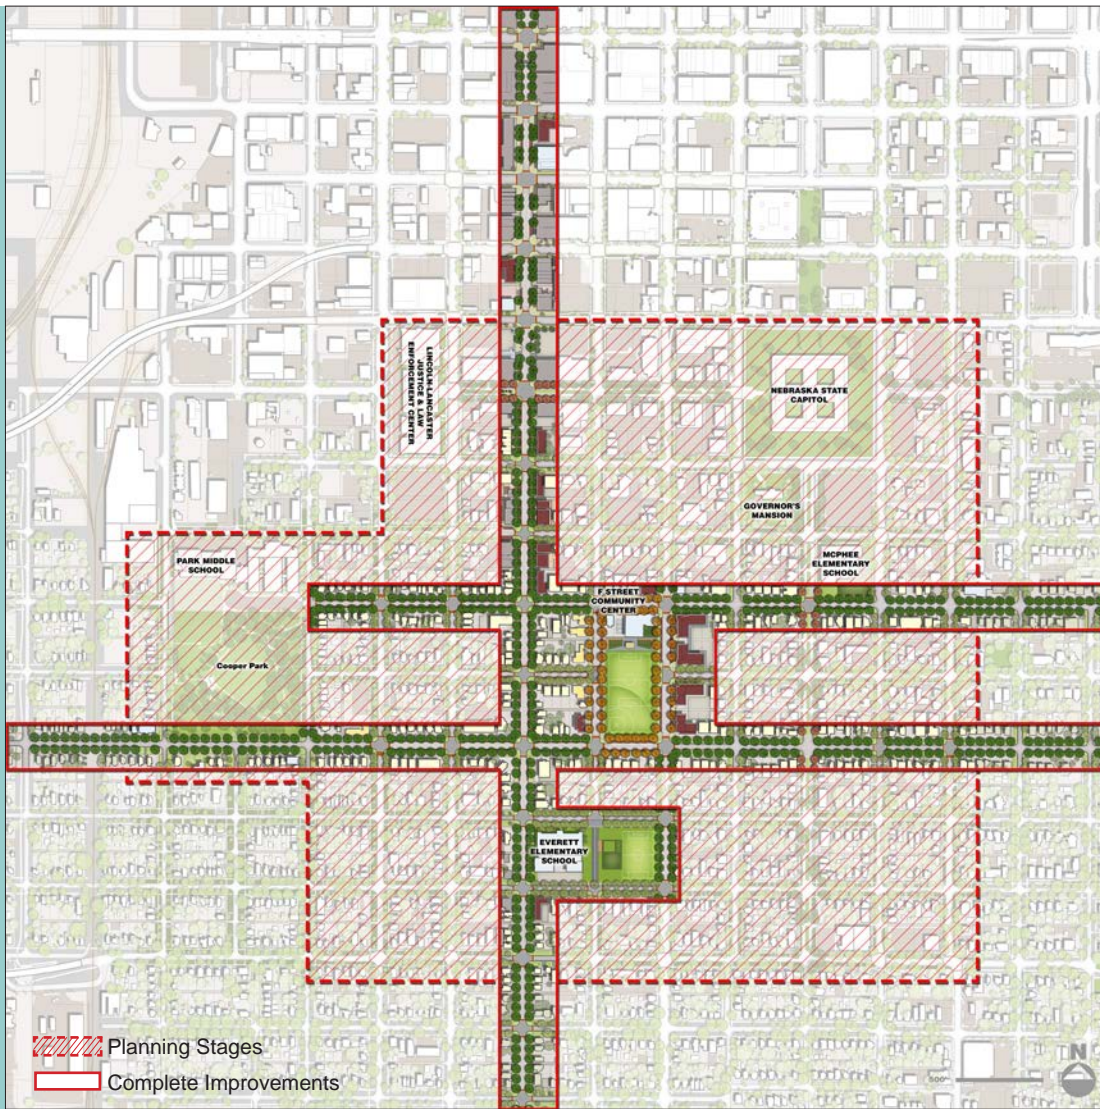 LINCOLN-LANCASTER
JUSTICE & LAW
ENFORCEMENT CENTER
NEBRASKA STATE
CAPITOL
GOVERNOR'S
MANSION
PARK MIDDLE
SCHOOL
MCPHEE
ELEMENTARY
SCHOOL
F STREET
COMMUNITY
CENTER
Cooper Park
EVERETT
ELEMENTARY
SCHOOL
Planning Stages
Complete Improvements
500'
N